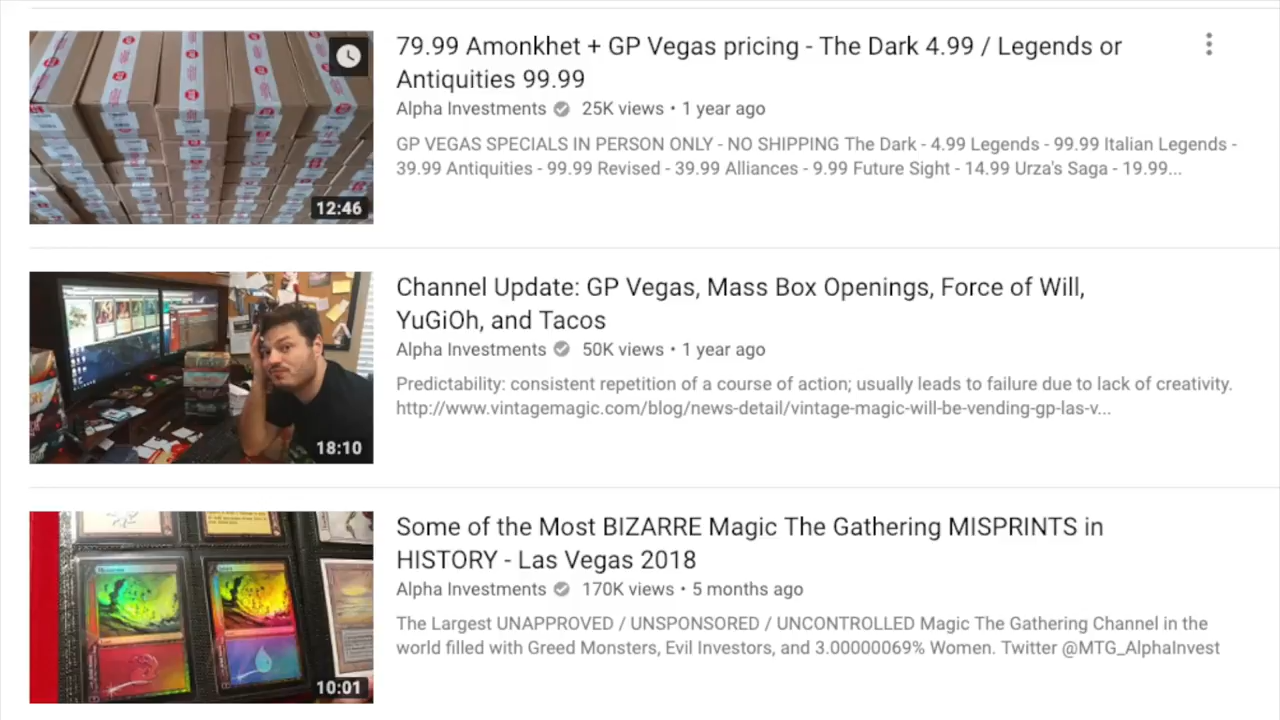 79.99 Amonkhet + GP Vegas pricing - The Dark 4.99 / Legends or
Antiquities 99.99
Alpha Investments 25K views • 1 year ago
GP VEGAS SPECIALS IN PERSON ONLY - NO SHIPPING The Dark - 4.99 Legends - 99.99 Italian Legends -
39.99 Antiquities - 99.99 Revised - 39.99 Alliances - 9.99 Future Sight - 14.99 Urza's Saga - 19.99...
12:46
Channel Update: GP Vegas, Mass Box Openings, Force of Will,
YuGiOh, and Tacos
Alpha Investments 50K views • 1 year ago
Predictability: consistent repetition of a course of action; usually leads to failure due to lack of creativity.
http://www.vintagemagic.com/blog/news-detail/vintage-magic-will-be-vending-gp-las-v...
18:10
Some of the Most BIZARRE Magic The Gathering MISPRINTS in
HISTORY - Las Vegas 2018
Alpha Investments 170K views • 5 months ago
The Largest UNAPPROVED / UNSPONSORED / UNCONTROLLED Magic The Gathering Channel in the
world filled with Greed Monsters, Evil Investors, and 3.00000069% Women. Twitter @MTG_AlphaInvest
10:01